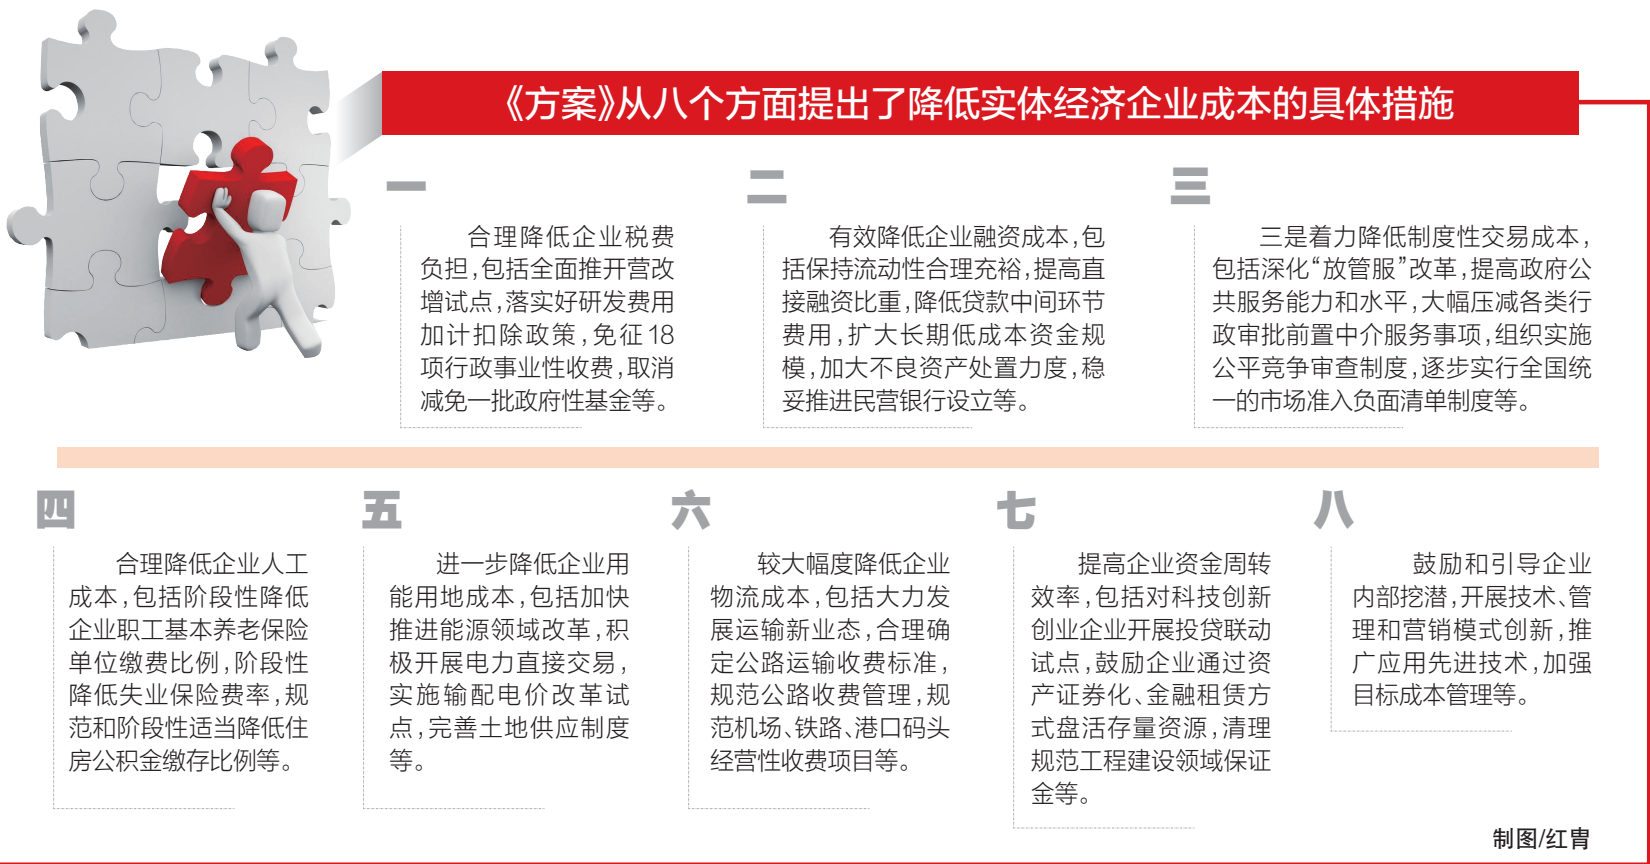 《方案》从八个方面提出了降低实体经济企业成本的具体措施
一
合理降低企业税费
负担,包括全面推开营改
增试点,落实好研发费用
加计扣除政策,免征18
项行政事业性收费,取消
减免一批政府性基金等。
二
有效降低企业融资成本,包
括保持流动性合理充裕,提高直
接融资比重,降低贷款中间环节
费用,扩大长期低成本资金规
模,加大不良资产处置力度,稳
妥推进民营银行设立等。
三
三是着力降低制度性交易成本,
包括深化“放管服”改革,提高政府公
共服务能力和水平,大幅压减各类行
政审批前置中介服务事项,组织实施
公平竞争审查制度,逐步实行全国统
一的市场准入负面清单制度等。
四
合理降低企业人工
成本,包括阶段性降低
企业职工基本养老保险
单位缴费比例,阶段性
降低失业保险费率,规
范和阶段性适当降低住
房公积金缴存比例等。
五
进一步降低企业用
能用地成本,包括加快
推进能源领域改革,积
极开展电力直接交易,
实施输配电价改革试
点,完善土地供应制度
等。
六
较大幅度降低企业
物流成本,包括大力发
展运输新业态,合理确
定公路运输收费标准,
规范公路收费管理,规
范机场、铁路、港口码头
经营性收费项目等。
七
提高企业资金周转
效率,包括对科技创新
创业企业开展投贷联动
试点,鼓励企业通过资
产证券化、金融租赁方
式盘活存量资源,清理
规范工程建设领域保证
金等。
八
鼓励和引导企业
内部挖潜,开展技术、管
理和营销模式创新,推
广应用先进技术,加强
目标成本管理等。
制图/红胄